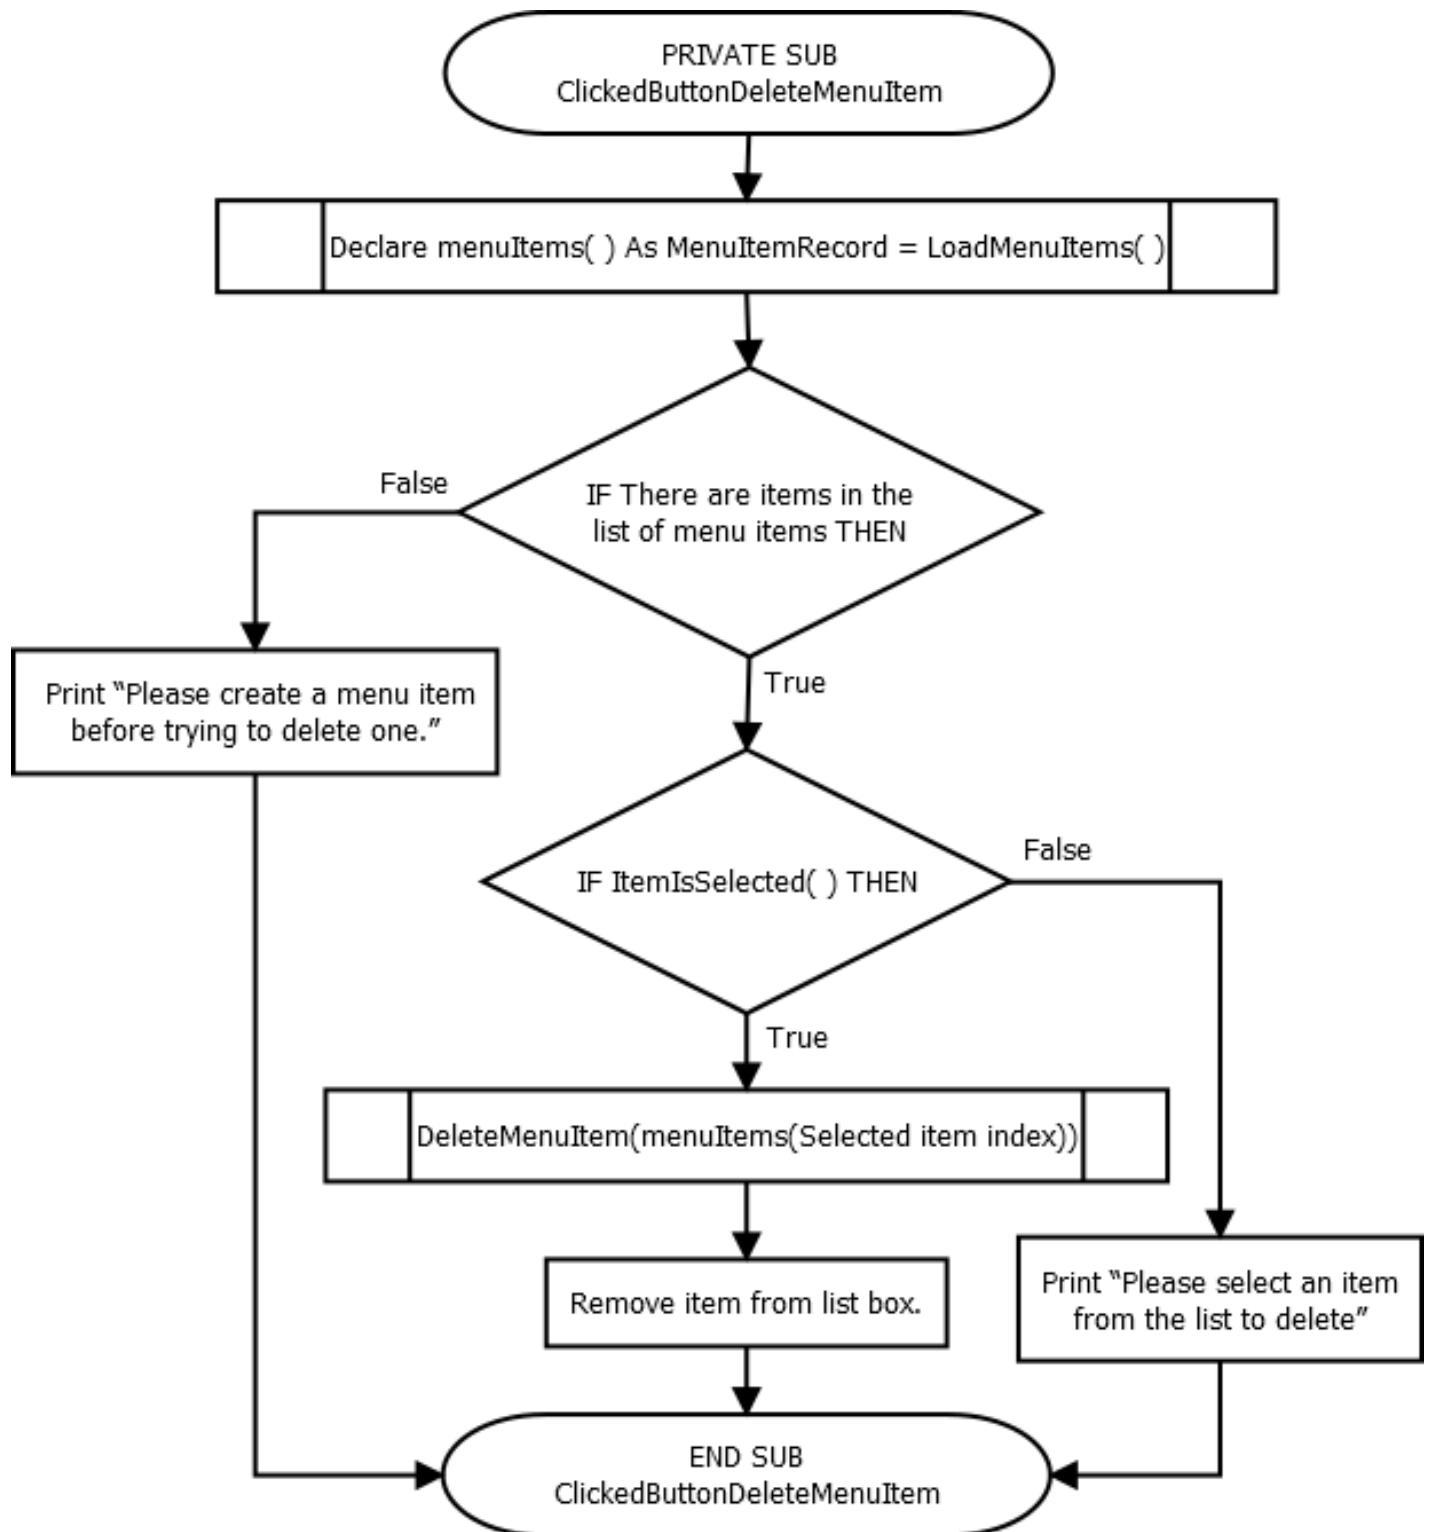 PRIVATE SUB
ClickedButtonDeleteMenuItem
Declare menuItems( ) As MenuItemRecord = LoadMenuItems( )
False
IF There are items in the
list of menu items THEN
True
Print “Please create a menu item
before trying to delete one.”
IF ItemIsSelected( ) THEN
False
True
DeleteMenuItem(menuItems(Selected item index))
Remove item from list box.
Print “Please select an item
from the list to delete”
END SUB
ClickedButtonDeleteMenuItem